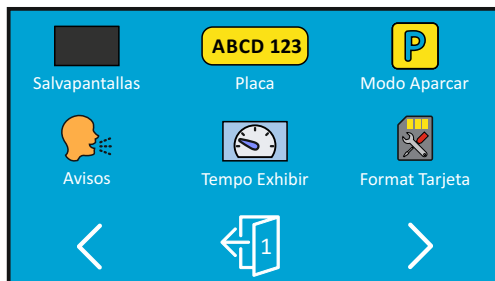 ABCD 123
P
Salvapantallas
Placa
Modo Aparcar
Avisos
Tempo Exhibir
Format Tarjeta
1